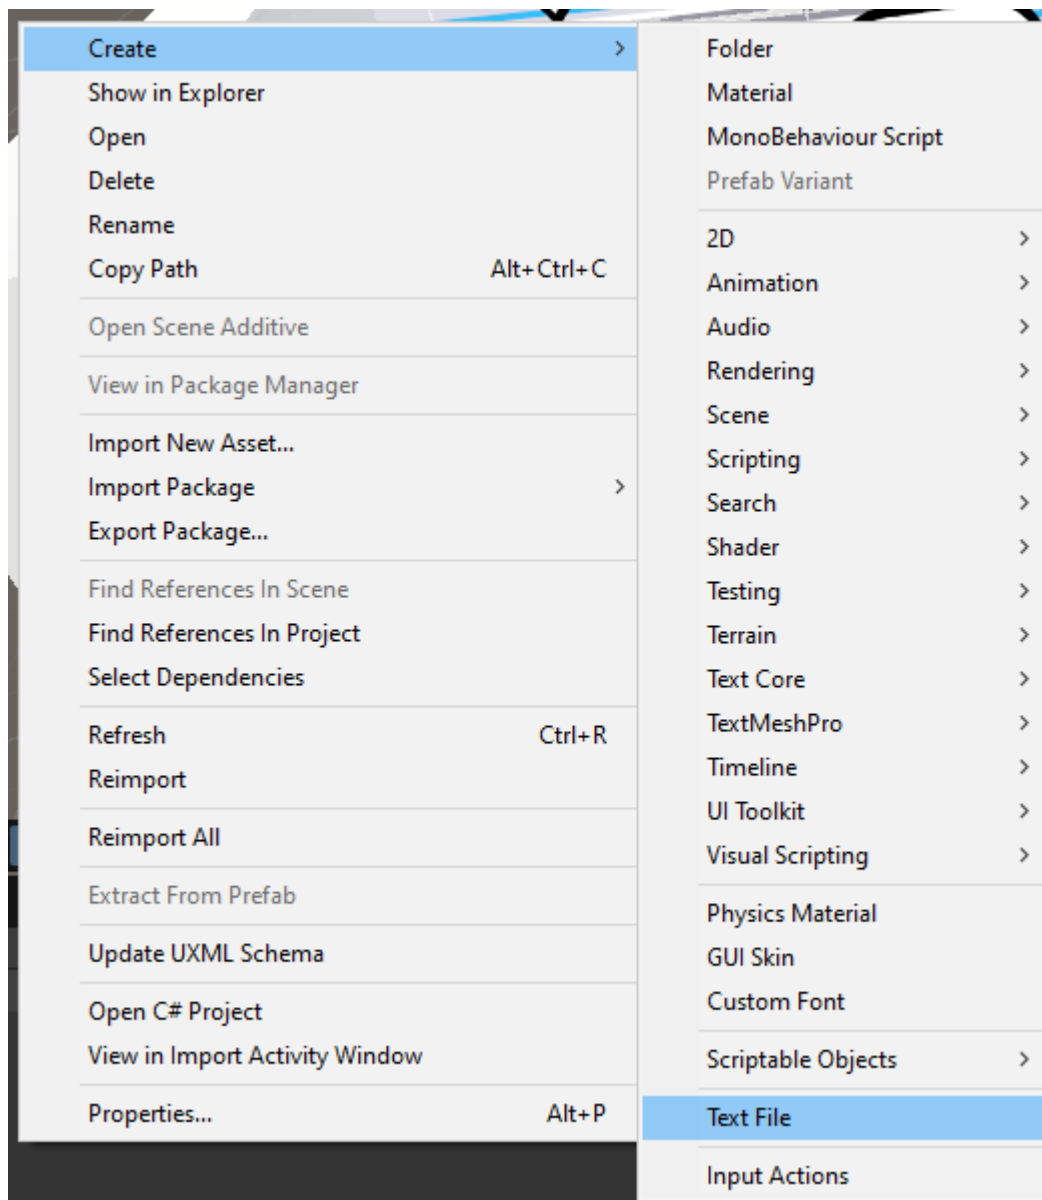 Create
Show in Explorer
Open
Delete
Rename
Copy Path Alt+Ctrl+C
Open Scene Additive
View in Package Manager
Import New Asset...
Import Package
Export Package...
Find References In Scene
Find References In Project
Select Dependencies
Refresh Ctrl+R
Reimport
Reimport All
Extract From Prefab
Update UXML Schema
Open C# Project
View in Import Activity Window
Properties... Alt+P
Folder
Material
MonoBehaviour Script
Prefab Variant
2D
Animation
Audio
Rendering
Scene
Scripting
Search
Shader
Testing
Terrain
Text Core
TextMeshPro
Timeline
UI Toolkit
Visual Scripting
Physics Material
GUI Skin
Custom Font
Scriptable Objects
Text File
Input Actions